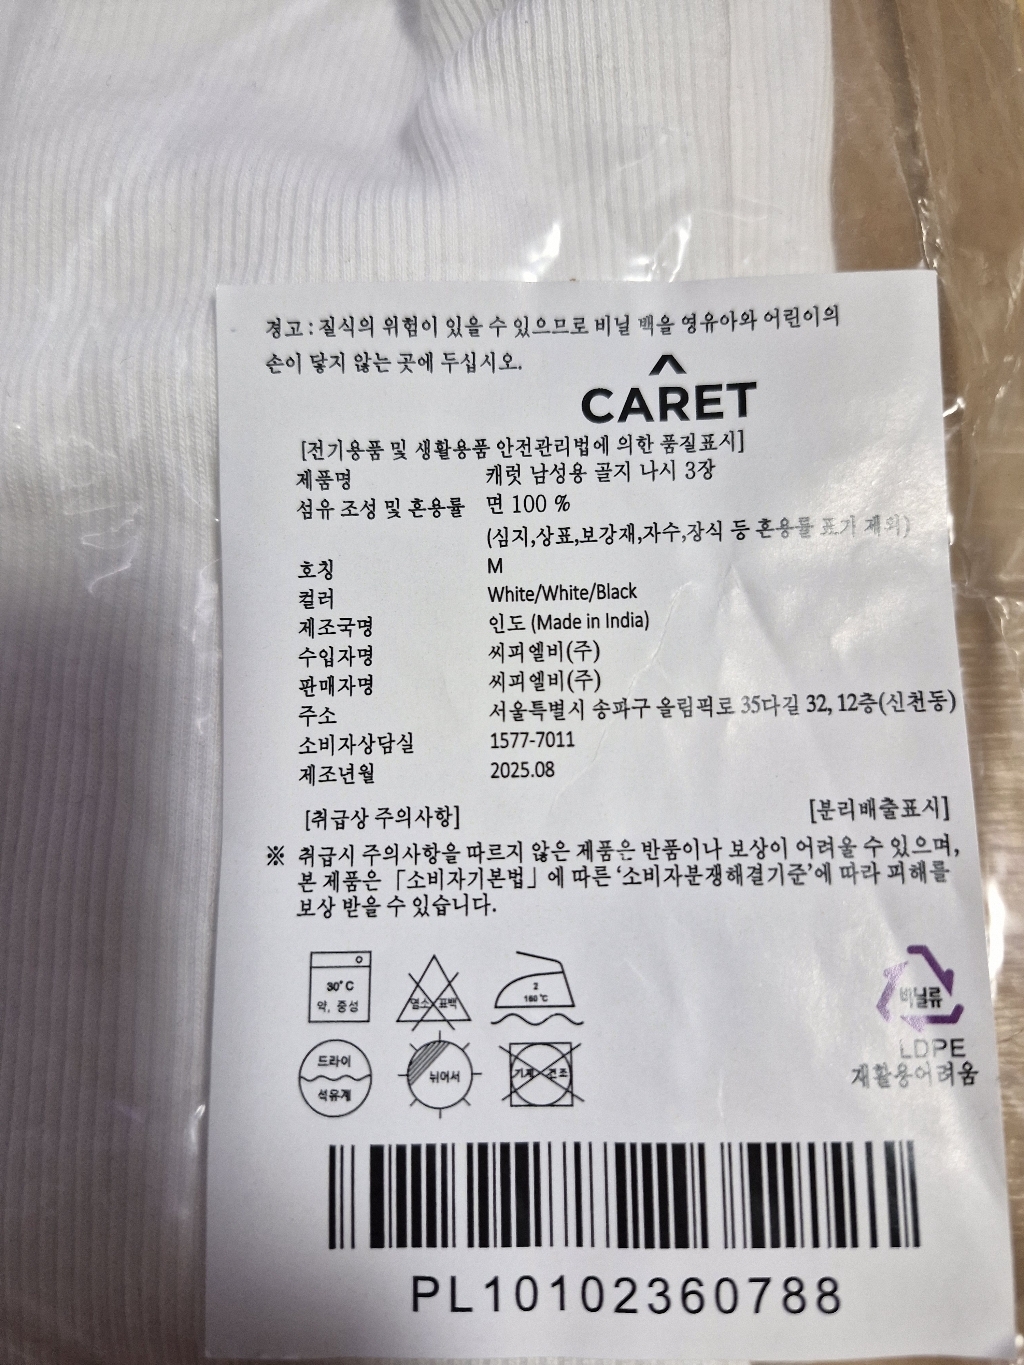 경고 : 질식의 위험이 있을 수 있으므로 비닐 백을 영유아와 어린이의
손이 닿지 않는 곳에 두십시오.
CARET
[전기용품 및 생활용품 안전관리법에 의한 품질표시]
제품명 캐럿 남성용 골지 나시 3장
섬유 조성 및 혼용률 면 100 %
(심지,상표,보강재,자수,장식 등 혼용률 표기 제외)
호칭 M
컬러 White/White/Black
제조국명 인도 (Made in India)
수입자명 씨피엘비(주)
판매자명 씨피엘비(주)
주소 서울특별시 송파구 올림픽로 35다길 32, 12층(신천동)
소비자상담실 1577-7011
제조년월 2025.08
[취급상 주의사항] [분리배출표시]
※ 취급시 주의사항을 따르지 않은 제품은 반품이나 보상이 어려울 수 있으며,
본 제품은 「소비자기본법」에 따른 ‘소비자분쟁해결기준’에 따라 피해를
보상 받을 수 있습니다.
30°C
약, 중성
염소 표백
2
160°C
드라이
석유계
뉘어서
기계 건조
비닐류
LDPE
재활용어려움
PL10102360788